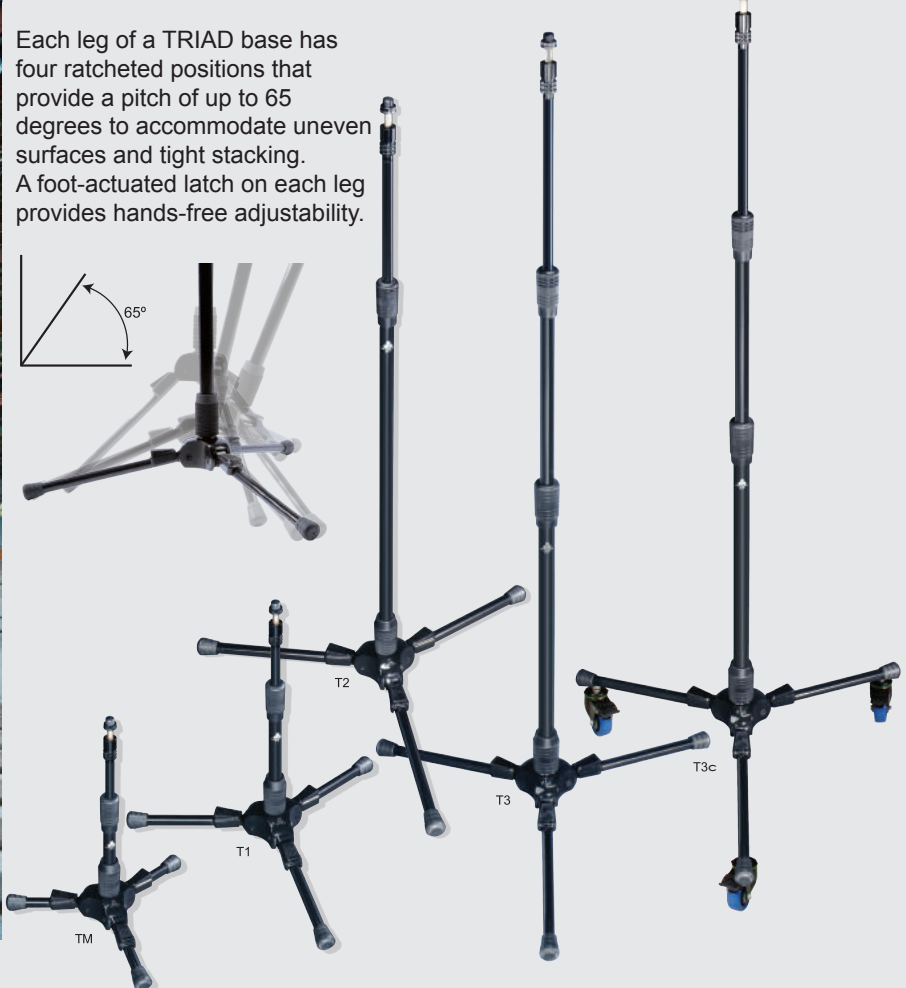 Each leg of a TRIAD base has
four ratcheted positions that
provide a pitch of up to 65
degrees to accommodate uneven
surfaces and tight stacking.
A foot-actuated latch on each leg
provides hands-free adjustability.
65º
T2
T3c
T3
T1
TM